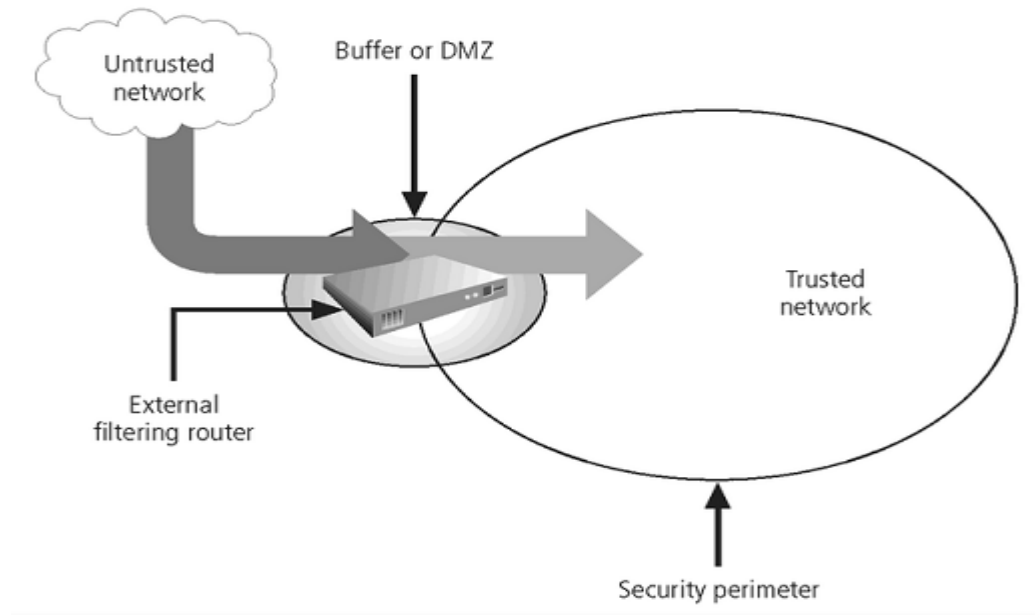 Untrusted
network
Buffer or DMZ
Trusted
network
External
filtering router
Security perimeter